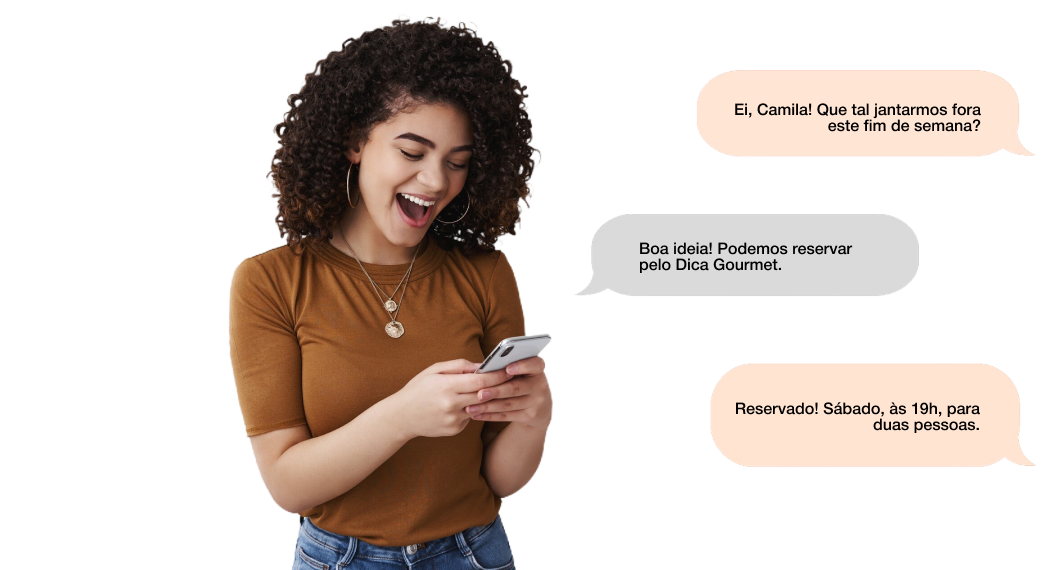 Ei, Camila! Que tal jantarmos fora
este fim de semana?
Boa ideia! Podemos reservar
pelo Dica Gourmet.
Reservado! Sábado, às 19h, para
duas pessoas.